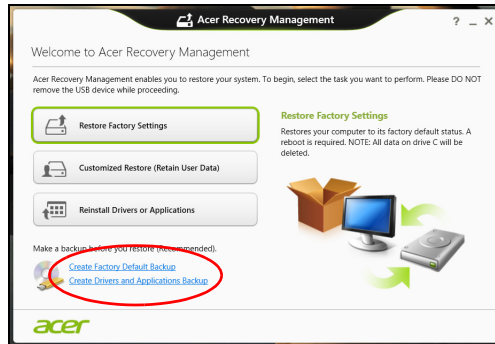 Acer Recovery Management
? _ X
Welcome to Acer Recovery Management
Acer Recovery Management enables you to restore your system. To begin, select the task you want to perform. Please DO NOT
remove the USB device while proceeding.
Restore Factory Settings
Customized Restore (Retain User Data)
Reinstall Drivers or Applications
Restore Factory Settings
Restores your computer to its factory default status. A
reboot is required. NOTE: All data on drive C will be
deleted.
Make a backup before you restore (Recommended).
Create Factory Default Backup
Create Drivers and Applications Backup
acer